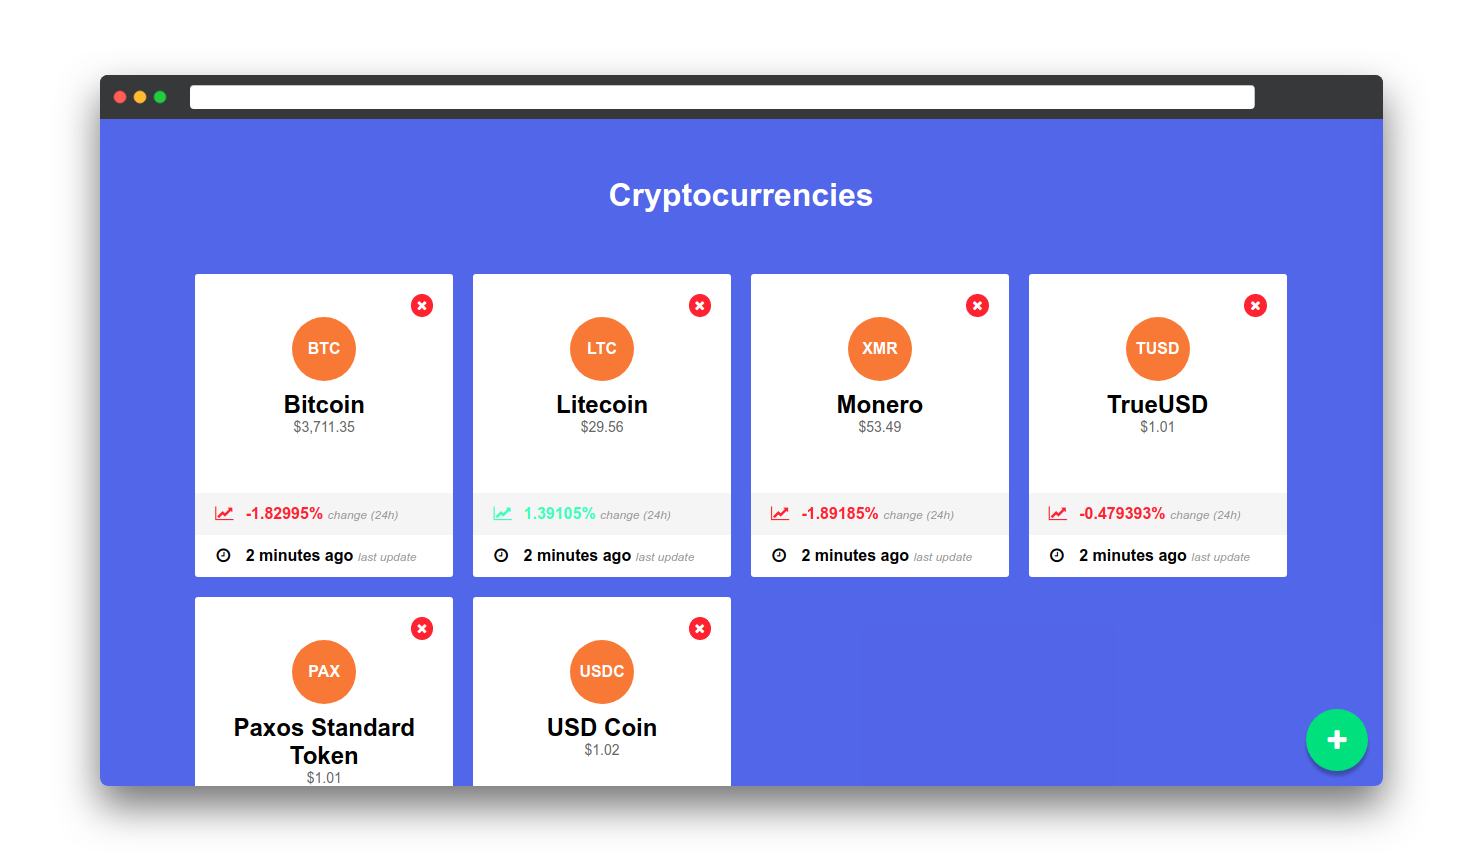 Cryptocurrencies
BTC
Bitcoin
$3,711.35
-1.82995% change (24h)
2 minutes ago last update
LTC
Litecoin
$29.56
1.39105% change (24h)
2 minutes ago last update
XMR
Monero
$53.49
-1.89185% change (24h)
2 minutes ago last update
TUSD
TrueUSD
$1.01
-0.479393% change (24h)
2 minutes ago last update
PAX
Paxos Standard
Token
$1.01
USDC
USD Coin
$1.02